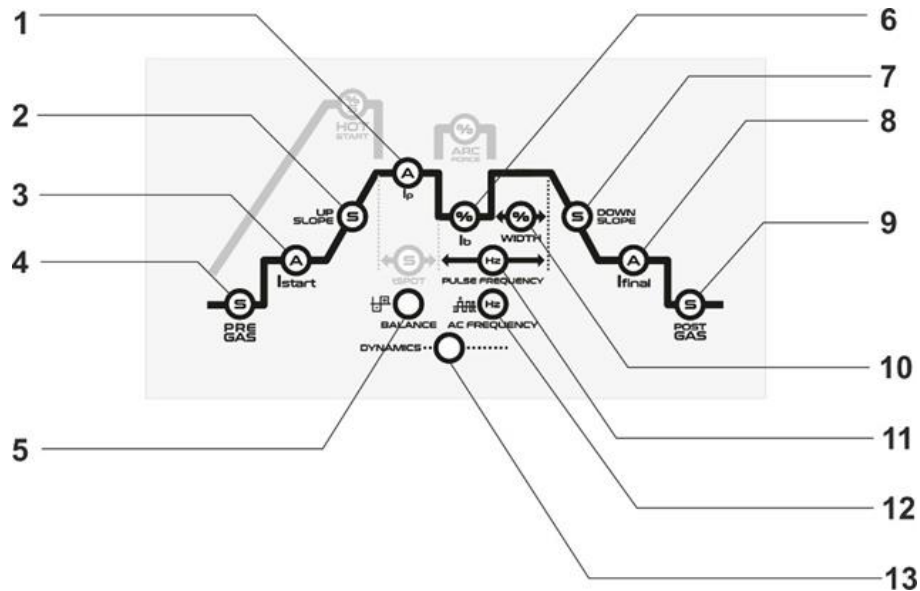 1
2
3
4
5
6
7
8
9
10
11
12
13
%
S
HOT
START
%
ARC
FORCE
A
Ip
UP
SLOPE
S
%
Ib
%
WIDTH
S
DOWN
SLOPE
A
Istart
S
tSPOT
Hz
PULSE FREQUENCY
A
Ifinal
S
PRE
GAS
BALANCE
Hz
AC FREQUENCY
S
POST
GAS
DYNAMICS